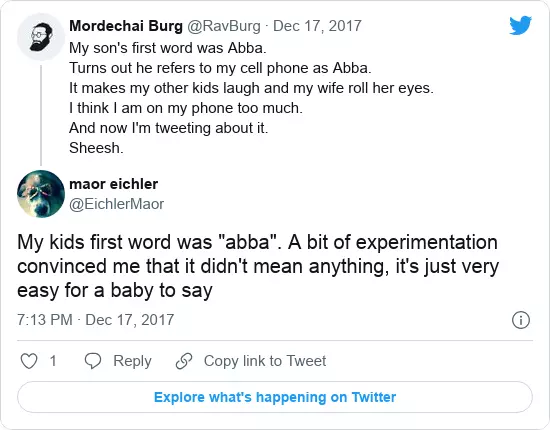 Mordechai Burg @RavBurg · Dec 17, 2017
My son's first word was Abba.
Turns out he refers to my cell phone as Abba.
It makes my other kids laugh and my wife roll her eyes.
I think I am on my phone too much.
And now I'm tweeting about it.
Sheesh.
maor eichler
@EichlerMaor
My kids first word was "abba". A bit of experimentation
convinced me that it didn't mean anything, it's just very
easy for a baby to say
7:13 PM · Dec 17, 2017
1 Reply Copy link to Tweet
Explore what's happening on Twitter